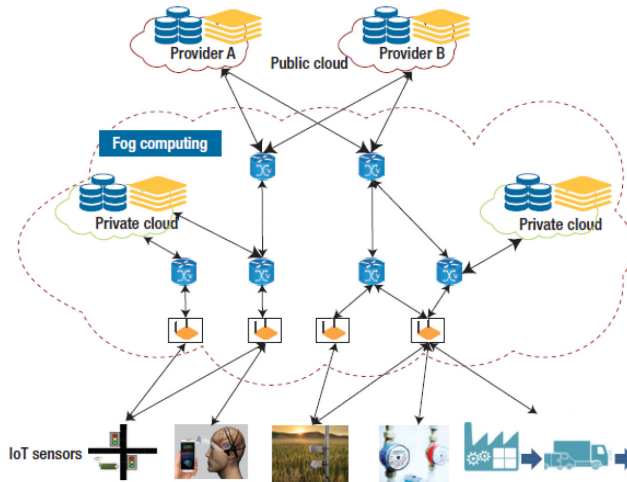 Provider A
Public cloud
Provider B
Fog computing
Private cloud
Private cloud
IoT sensors